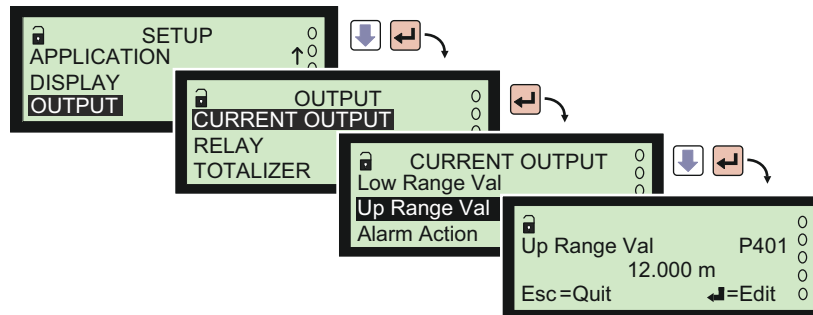 SETUP
APPLICATION
DISPLAY
OUTPUT
OUTPUT
CURRENT OUTPUT
RELAY
TOTALIZER
CURRENT OUTPUT
Low Range Val
Up Range Val
Alarm Action
Up Range Val P401
12.000 m
Esc=Quit =Edit